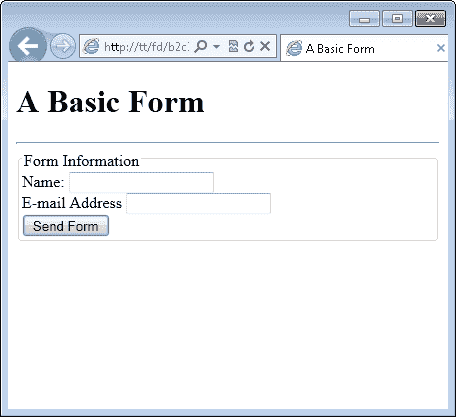 http://tt/fd/b2c
A Basic Form
A Basic Form
Form Information
Name:
E-mail Address
Send Form